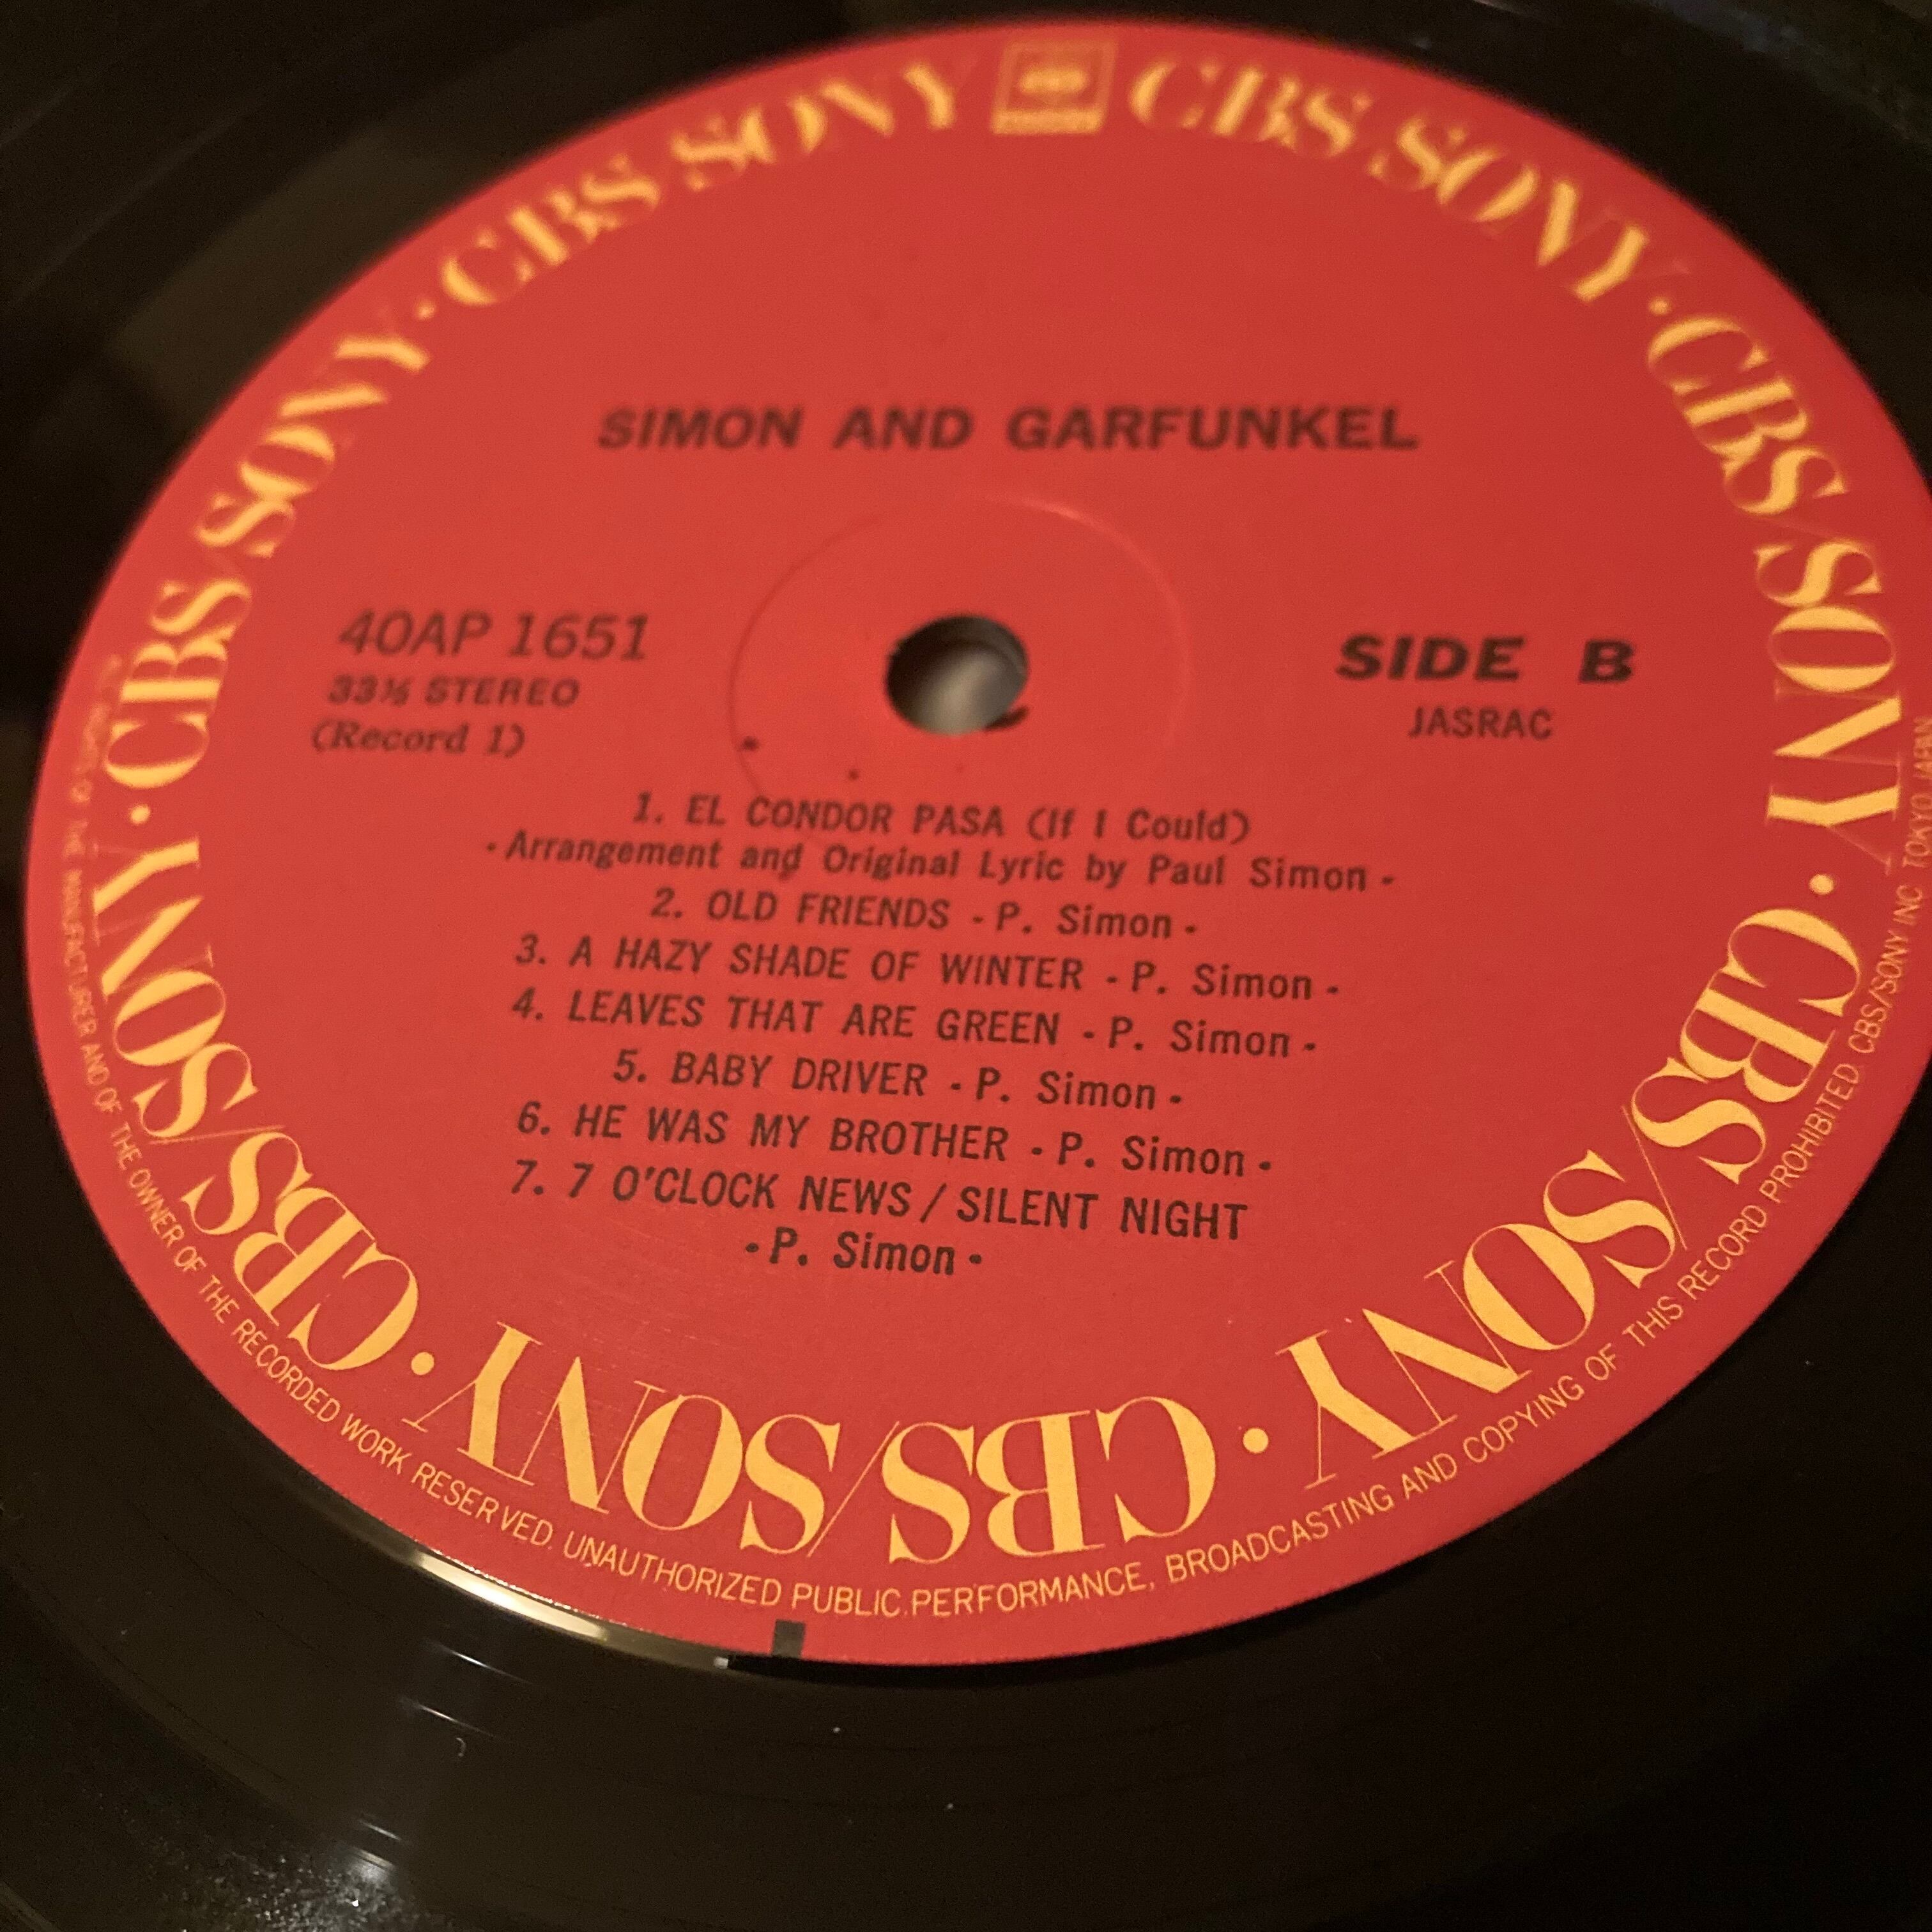 CBS/SONY · CBS/SONY · CBS/SONY · CBS/SONY · CBS/SONY · CBS/SONY · CBS/SONY
SIMON AND GARFUNKEL
40AP 1651
33⅓ STEREO
(Record 1)
SIDE B
JASRAC
1. EL CONDOR PASA (If I Could)
·Arrangement and Original Lyric by Paul Simon·
2. OLD FRIENDS -P. Simon-
3. A HAZY SHADE OF WINTER -P. Simon-
4. LEAVES THAT ARE GREEN -P. Simon-
5. BABY DRIVER -P. Simon-
6. HE WAS MY BROTHER -P. Simon-
7. 7 O'CLOCK NEWS / SILENT NIGHT
-P. Simon-
ALL RIGHTS OF THE MANUFACTURER AND OF THE OWNER OF THE RECORDED WORK RESERVED. UNAUTHORIZED PUBLIC PERFORMANCE, BROADCASTING AND COPYING OF THIS RECORD PROHIBITED CBS/SONY INC TOKYO, JAPAN